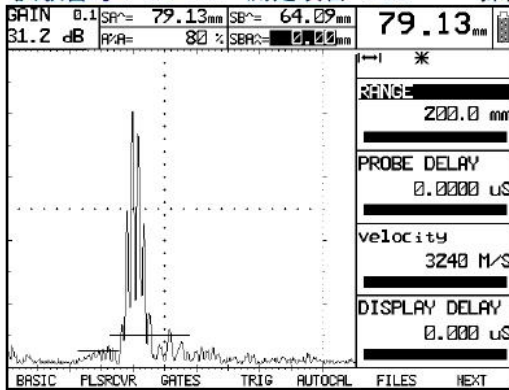 GAIN 0.1 SA^= 79.13mm SB^= 64.09mm 79.13mm
31.2 dB A%A= 80 % SBA^= 0.00mm
RANGE
200.0 mm
PROBE DELAY
0.0000 uS
velocity
3240 M/S
DISPLAY DELAY
0.000 uS
BASIC PLSRCVR GATES TRIG AUTOCAL FILES NEXT